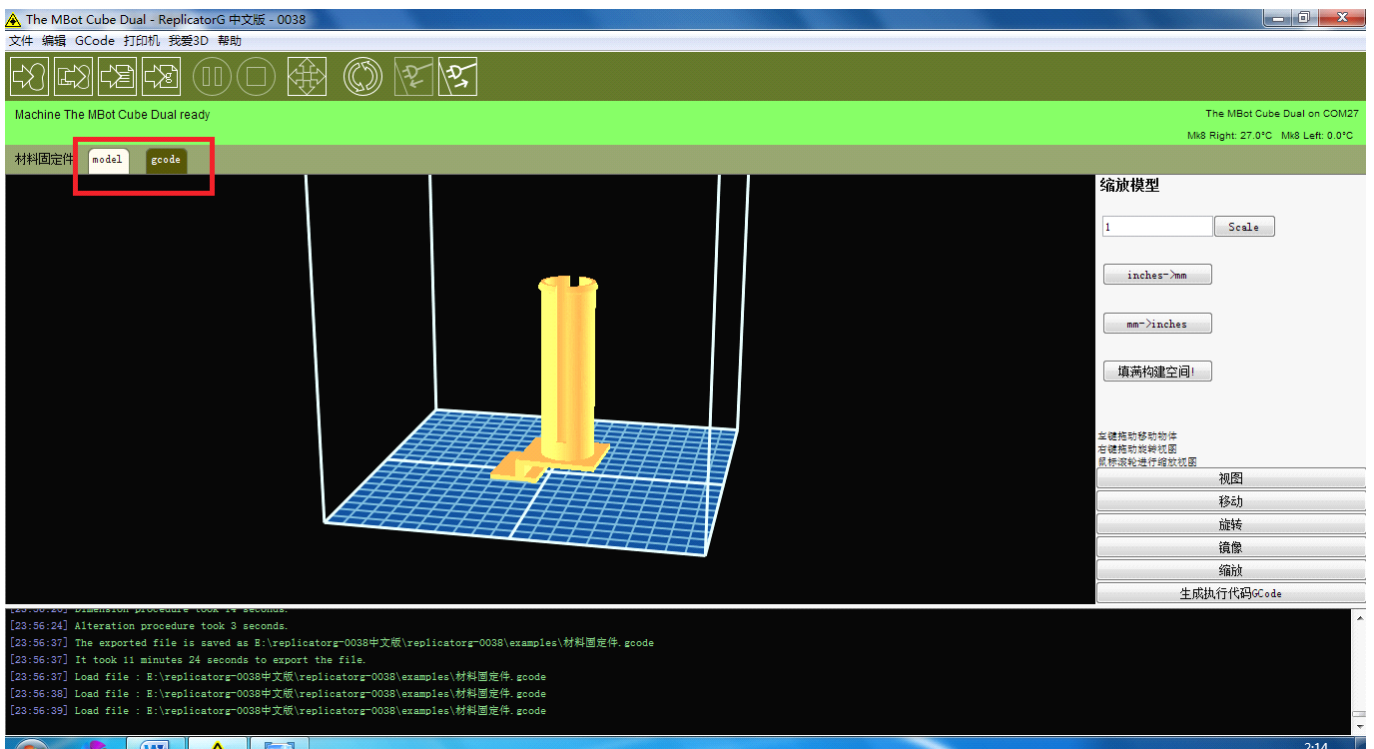 The MBot Cube Dual - ReplicatorG 中文版 - 0038
文件 编辑 GCode 打印机 我爱3D 帮助
Machine The MBot Cube Dual ready
The MBot Cube Dual on COM27
Mk8 Right: 27.0°C Mk8 Left: 0.0°C
材料固定件 model gcode
缩放模型
1 Scale
inches->mm
mm->inches
填满构建空间!
左键拖动移动物体
右键拖动旋转视图
鼠标滚轮进行缩放视图
视图
移动
旋转
镜像
缩放
生成执行代码GCode
[23:56:20] Dimension procedure took 14 seconds.
[23:56:24] Alteration procedure took 3 seconds.
[23:56:37] The exported file is saved as E:\replicatorg-0038中文版\replicatorg-0038\examples\材料固定件.gcode
[23:56:37] It took 11 minutes 24 seconds to export the file.
[23:56:37] Load file : E:\replicatorg-0038中文版\replicatorg-0038\examples\材料固定件.gcode
[23:56:38] Load file : E:\replicatorg-0038中文版\replicatorg-0038\examples\材料固定件.gcode
[23:56:39] Load file : E:\replicatorg-0038中文版\replicatorg-0038\examples\材料固定件.gcode
2:14